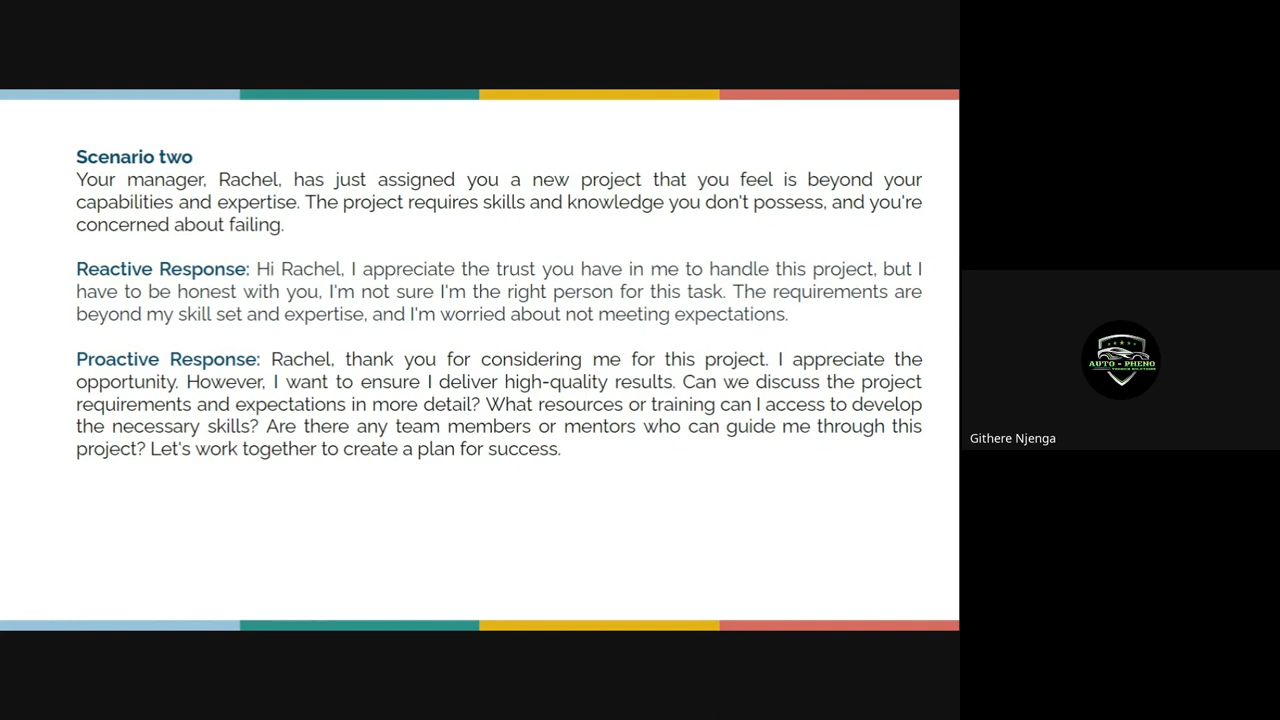 Scenario two
Your manager, Rachel, has just assigned you a new project that you feel is beyond your
capabilities and expertise. The project requires skills and knowledge you don't possess, and you're
concerned about failing.
Reactive Response: Hi Rachel, I appreciate the trust you have in me to handle this project, but I
have to be honest with you, I'm not sure I'm the right person for this task. The requirements are
beyond my skill set and expertise, and I'm worried about not meeting expectations.
Proactive Response: Rachel, thank you for considering me for this project. I appreciate the
opportunity. However, I want to ensure I deliver high-quality results. Can we discuss the project
requirements and expectations in more detail? What resources or training can I access to develop
the necessary skills? Are there any team members or mentors who can guide me through this
project? Let's work together to create a plan for success.
AUTO - PHENO
Githere Njenga